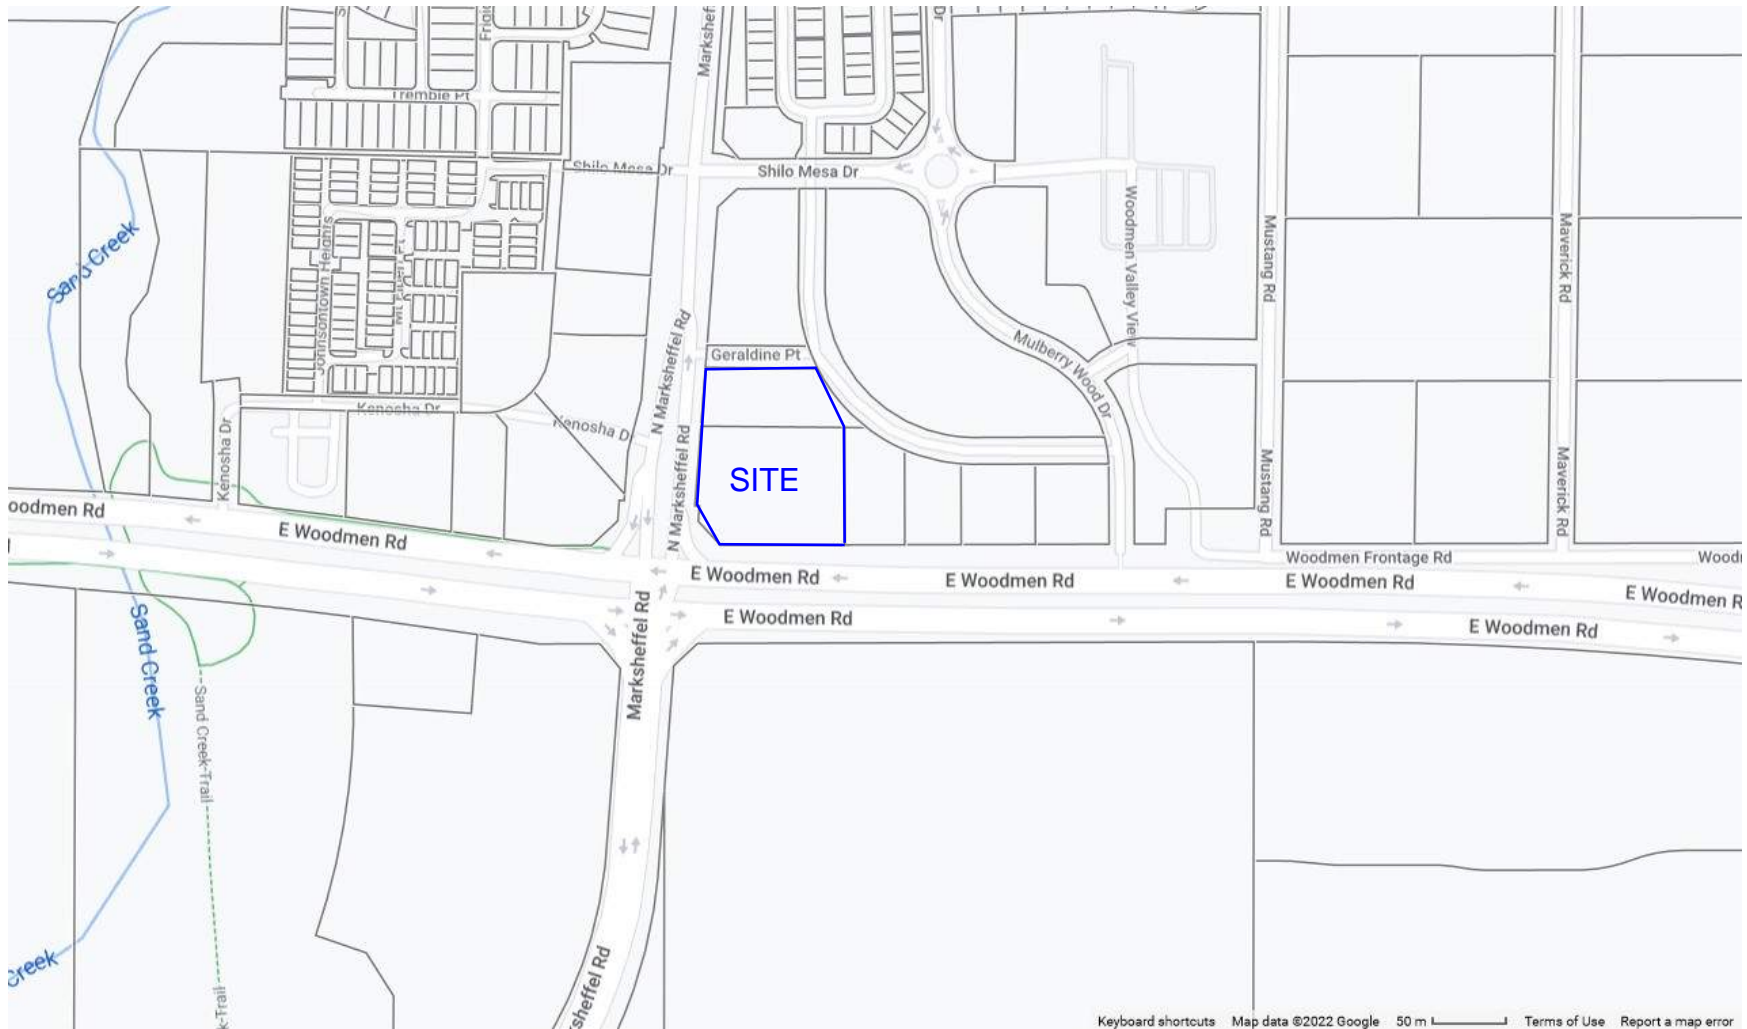 Dr
Tremble Pt
Shilo Mesa Dr
Shilo Mesa Dr
Sand Creek
Johnsontown Heights
Woodmen Valley View
Mustang Rd
Maverick Rd
N Marksheffel Rd
Geraldine Pt
Mulberry Wood Dr
Kenosha Dr
Kenosha Dr
Kenosha Dr
N Marksheffel Rd
SITE
Mustang Rd
Maverick Rd
oodmen Rd
E Woodmen Rd
Woodmen Frontage Rd
E Woodmen Rd
E Woodmen Rd
E Woodmen Rd
E Woodmen R
E Woodmen Rd
E Woodmen Rd
Marksheffel Rd
Sand Creek
Sand Creek Trail
creek
ksheffel Rd
k-Trail
Keyboard shortcuts Map data ©2022 Google 50 m Terms of Use Report a map error